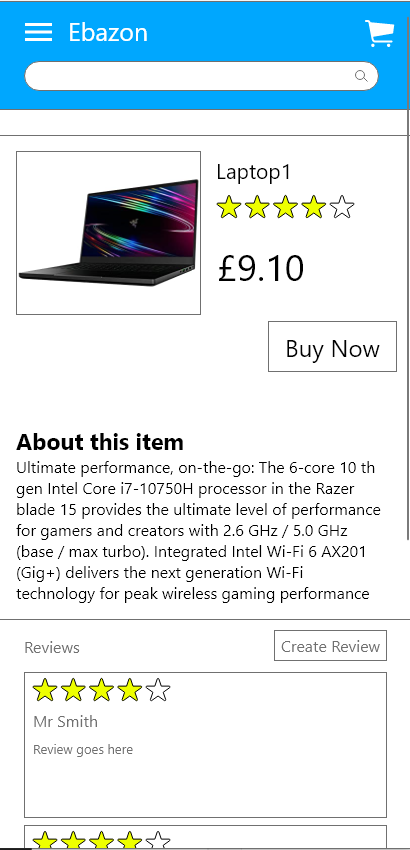 Ebazon
Laptop1
£9.10
Buy Now
About this item
Ultimate performance, on-the-go: The 6-core 10 th
gen Intel Core i7-10750H processor in the Razer
blade 15 provides the ultimate level of performance
for gamers and creators with 2.6 GHz / 5.0 GHz
(base / max turbo). Integrated Intel Wi-Fi 6 AX201
(Gig+) delivers the next generation Wi-Fi
technology for peak wireless gaming performance
Reviews
Create Review
Mr Smith
Review goes here